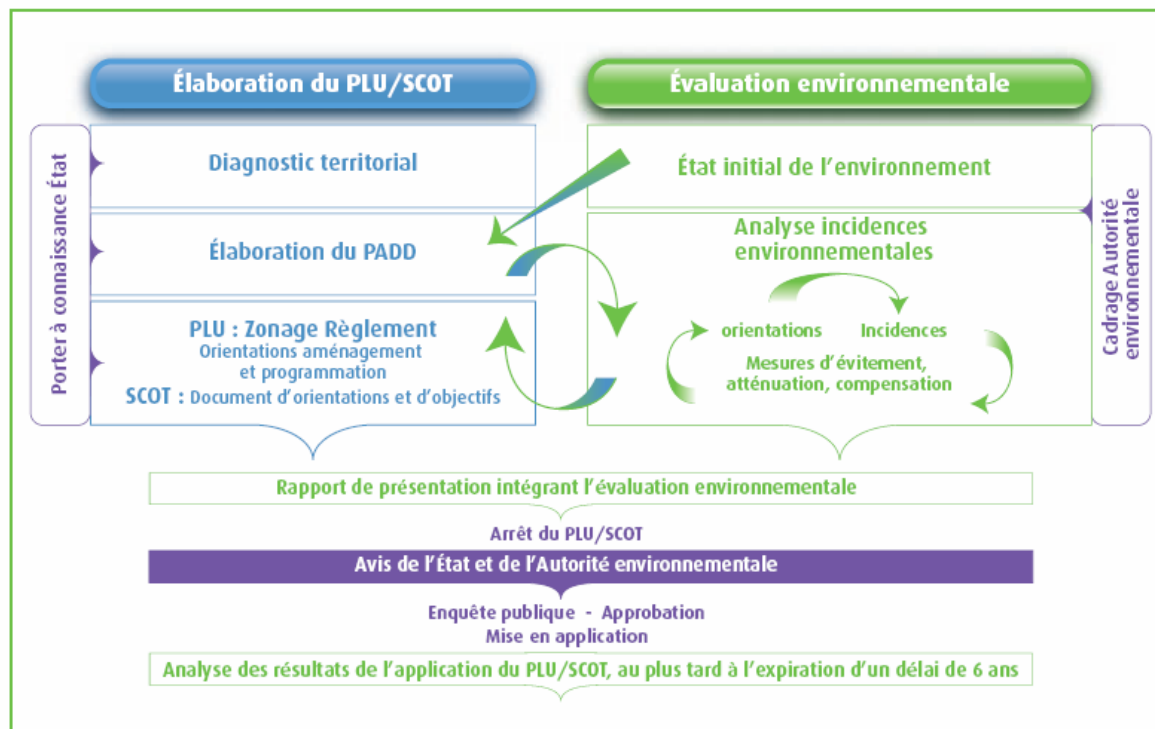 Élaboration du PLU/SCOT
Évaluation environnementale
Porter à connaissance État
Diagnostic territorial
État initial de l'environnement
Cadrage Autorité
environnementale
Élaboration du PADD
Analyse incidences
environnementales
PLU : Zonage Règlement
Orientations aménagement
et programmation
SCOT : Document d'orientations et d'objectifs
orientations
Incidences
Mesures d'évitement,
atténuation, compensation
Rapport de présentation intégrant l'évaluation environnementale
Arrêt du PLU/SCOT
Avis de l'État et de l'Autorité environnementale
Enquête publique - Approbation
Mise en application
Analyse des résultats de l'application du PLU/SCOT, au plus tard à l'expiration d'un délai de 6 ans